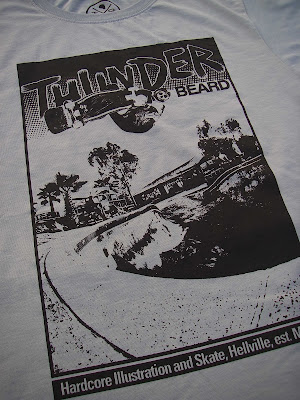 THUNDER
BEARD
Hardcore Illustration and Skate, Hellville, est.